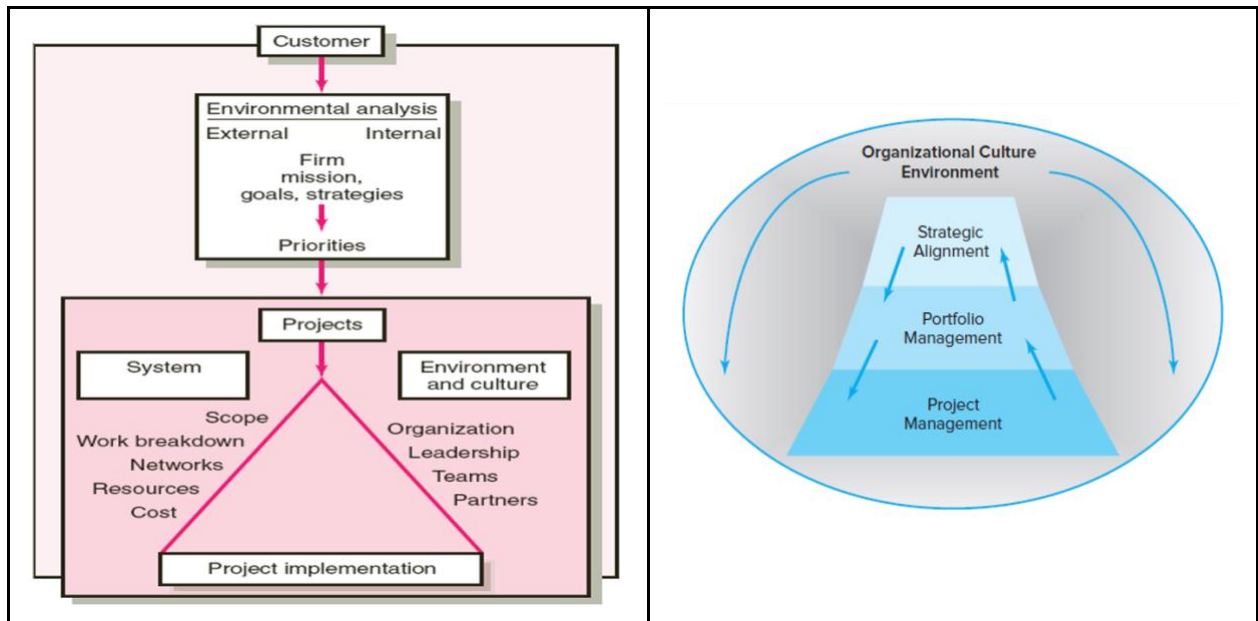 Customer
Environmental analysis
External Internal
Firm
mission,
goals, strategies
Priorities
Projects
System
Environment
and culture
Scope
Work breakdown
Networks
Resources
Cost
Organization
Leadership
Teams
Partners
Project implementation
Organizational Culture
Environment
Strategic
Alignment
Portfolio
Management
Project
Management